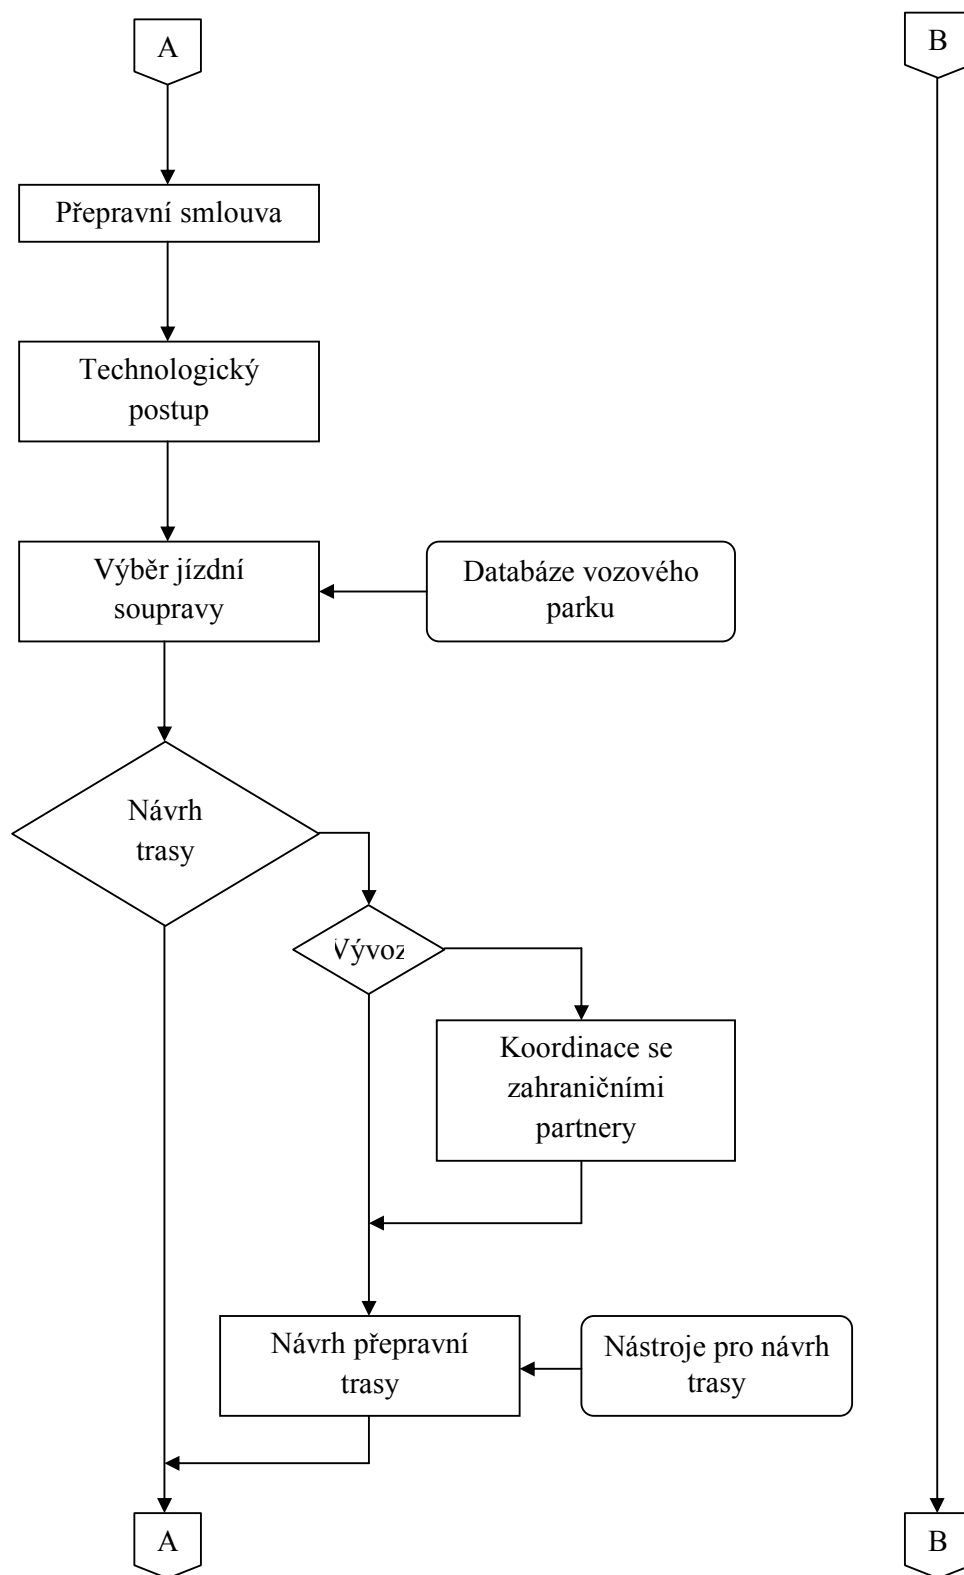 A
B
Přepravní smlouva
Technologický
postup
Výběr jízdní
soupravy
Databáze vozového
parku
Návrh
trasy
Vývoz
Koordinace se
zahraničními
partnery
Návrh přepravní
trasy
Nástroje pro návrh
trasy
A
B